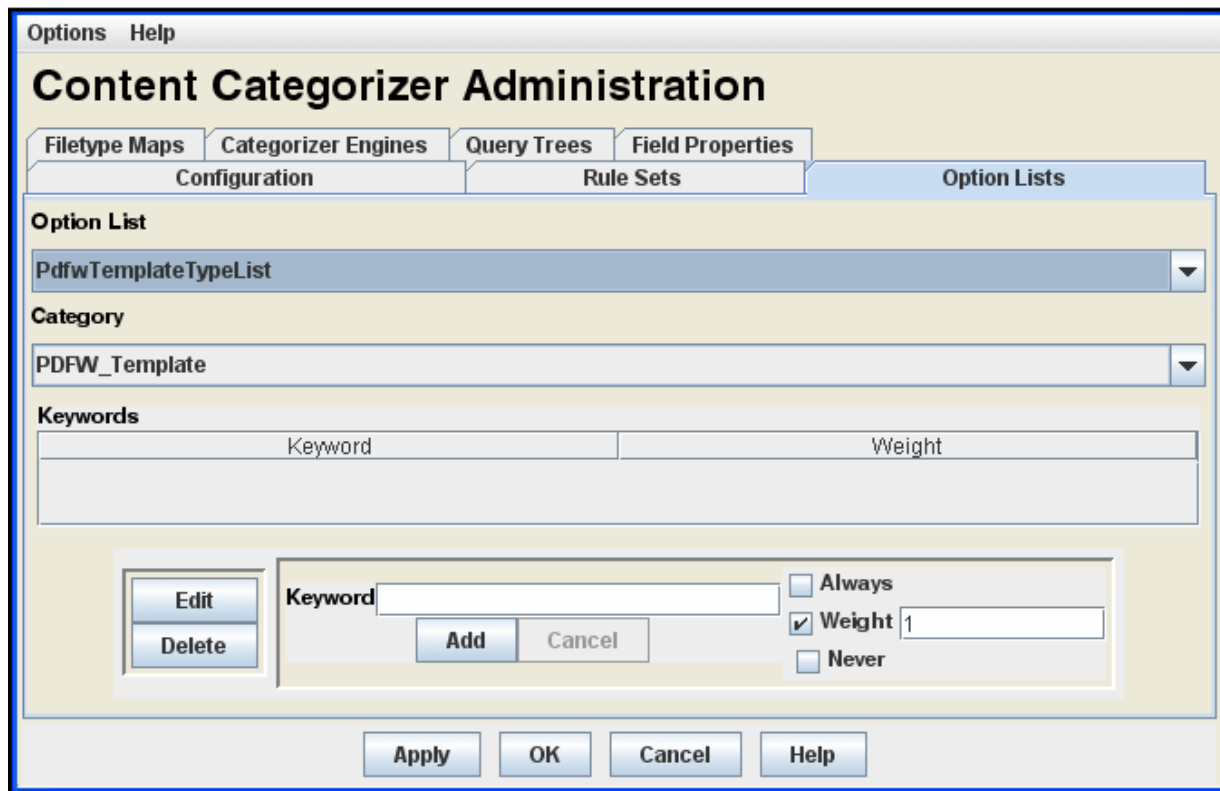 Options Help
Content Categorizer Administration
Filetype Maps Categorizer Engines Query Trees Field Properties
Configuration Rule Sets Option Lists
Option List
PdfwTemplateTypeList
Category
PDFW_Template
Keywords
Keyword Weight
Edit
Delete
Keyword
Add Cancel
Always
Weight 1
Never
Apply OK Cancel Help